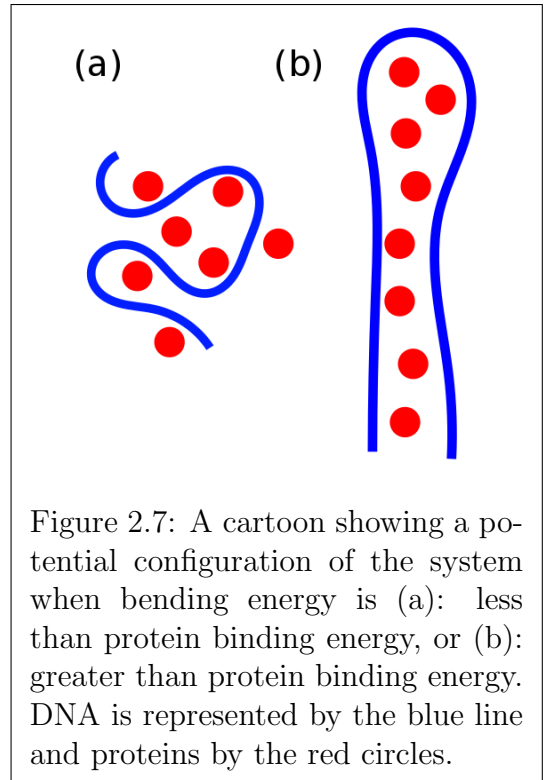 (a) (b)
Figure 2.7: A cartoon showing a po-
tential configuration of the system
when bending energy is (a): less
than protein binding energy, or (b):
greater than protein binding energy.
DNA is represented by the blue line
and proteins by the red circles.